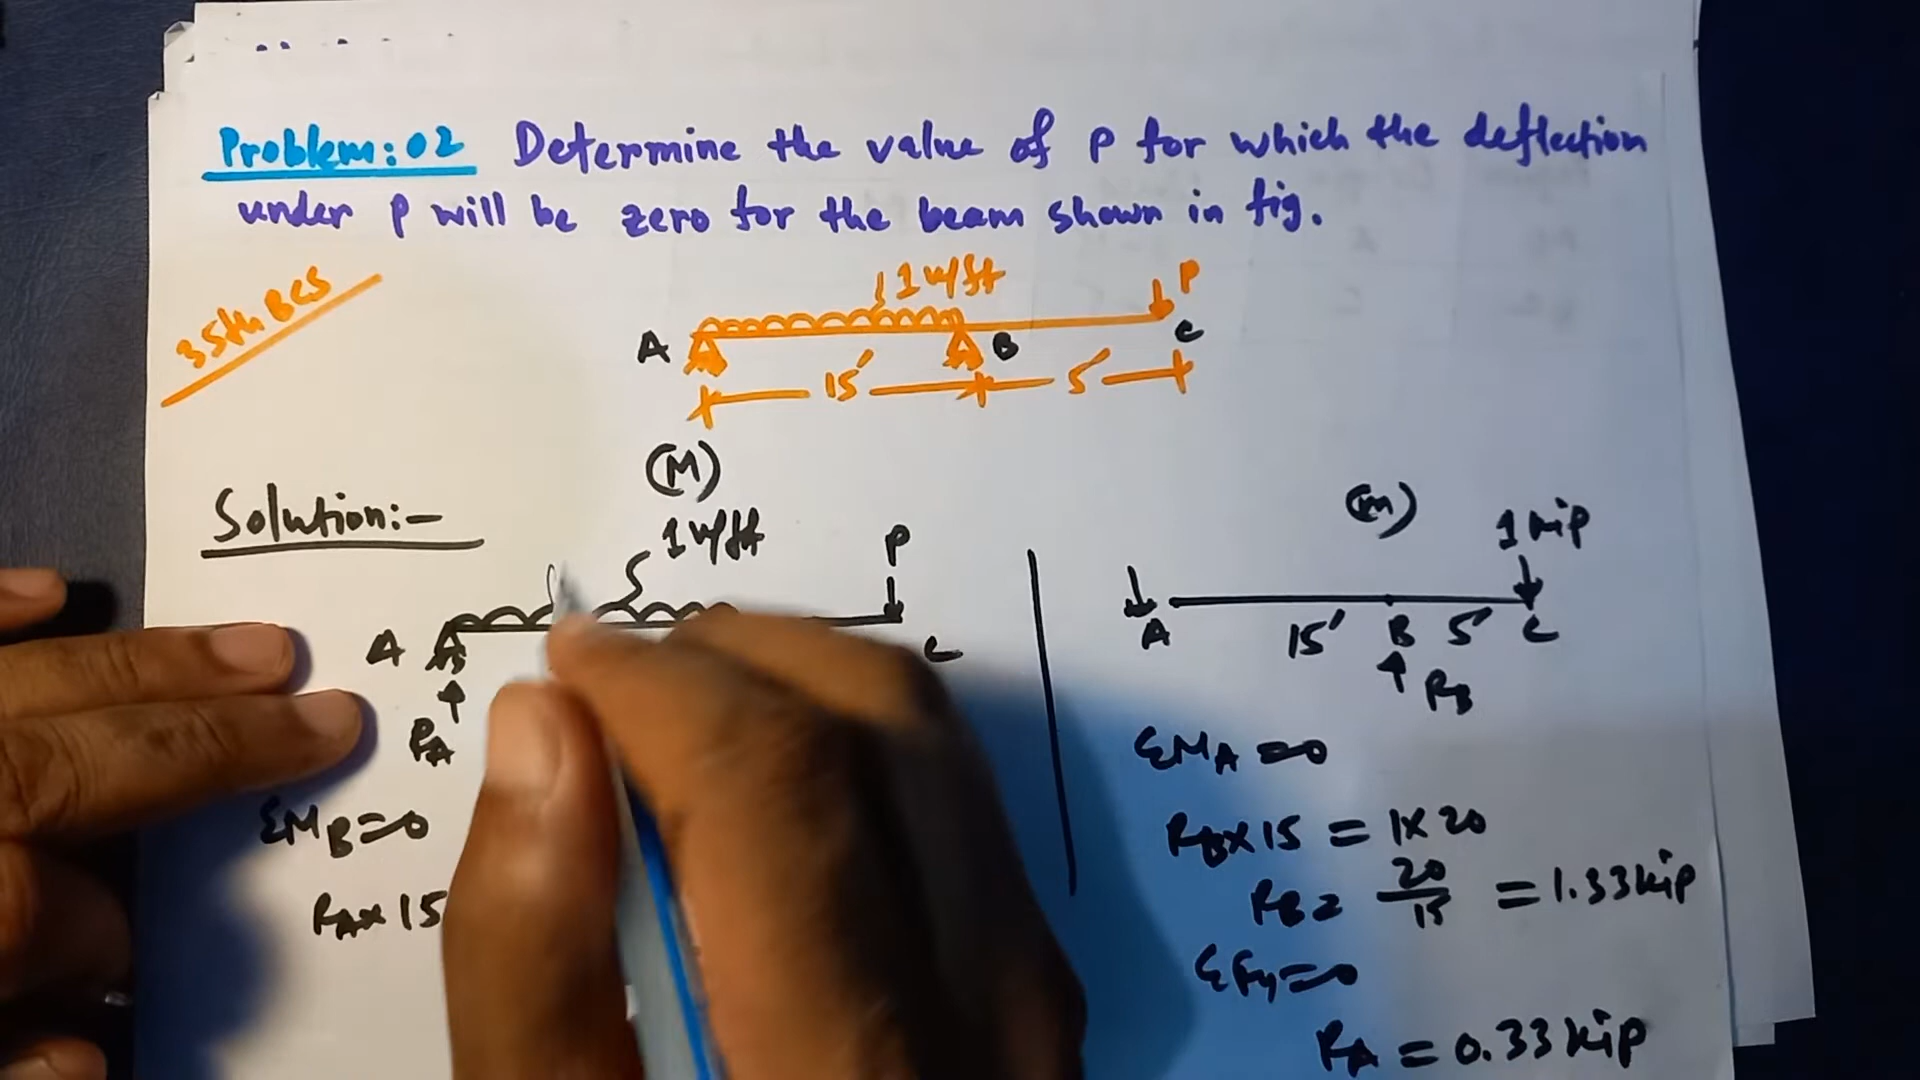 Problem:02 Determine the value of P for which the deflection
under P will be zero for the beam shown in fig.
35th BCS
1k/ft
P
A
B
C
15'
5'
(M)
Solution:-
1k/ft
P
A
C
RA
ΣMB=0
RA×15
(m)
1 kip
A
15'
B
5'
C
RB
ΣMA=0
RB×15 = 1×20
RB = 20/15 = 1.33 kip
ΣFy=0
RA = 0.33 kip